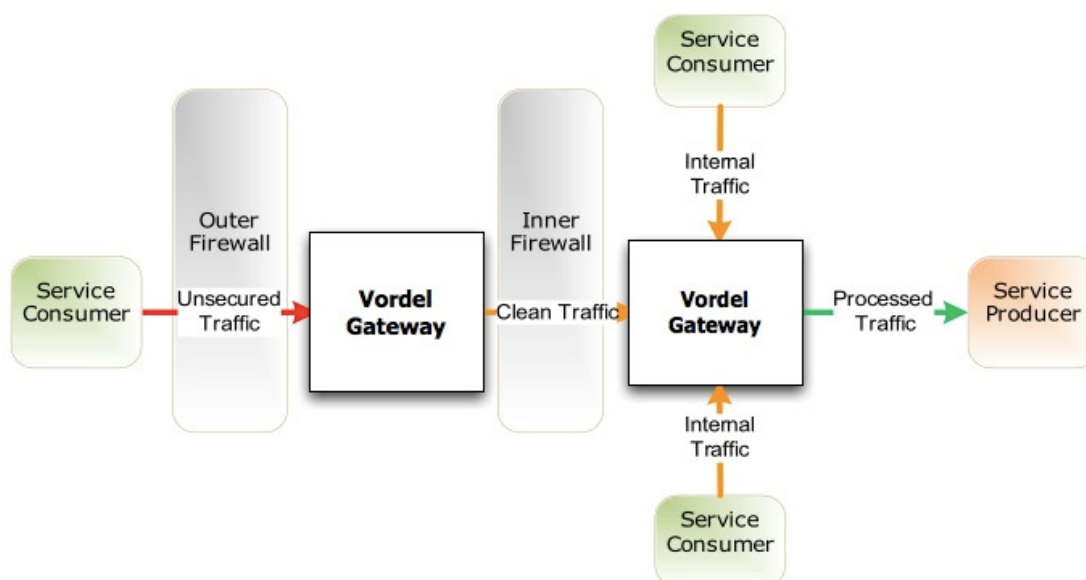 Service
Consumer
Internal
Traffic
Outer
Firewall
Inner
Firewall
Service
Consumer
Unsecured
Traffic
Vordel
Gateway
Clean Traffic
Vordel
Gateway
Processed
Traffic
Service
Producer
Internal
Traffic
Service
Consumer